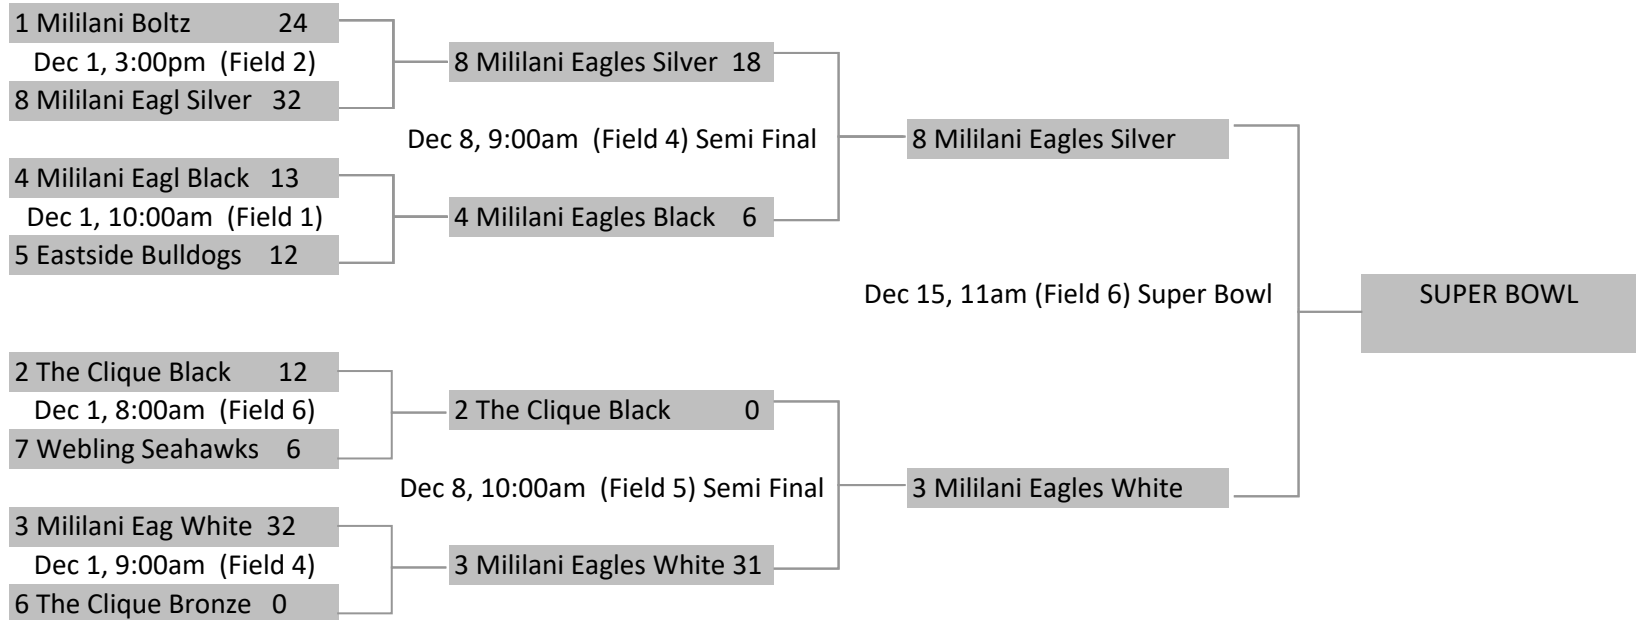 1 Mililani Boltz 24
Dec 1, 3:00pm (Field 2)
8 Mililani Eagl Silver 32
4 Mililani Eagl Black 13
Dec 1, 10:00am (Field 1)
5 Eastside Bulldogs 12
2 The Clique Black 12
Dec 1, 8:00am (Field 6)
7 Webling Seahawks 6
3 Mililani Eag White 32
Dec 1, 9:00am (Field 4)
6 The Clique Bronze 0
8 Mililani Eagles Silver 18
Dec 8, 9:00am (Field 4) Semi Final
4 Mililani Eagles Black 6
2 The Clique Black 0
Dec 8, 10:00am (Field 5) Semi Final
3 Mililani Eagles White 31
8 Mililani Eagles Silver
Dec 15, 11am (Field 6) Super Bowl
3 Mililani Eagles White
SUPER BOWL